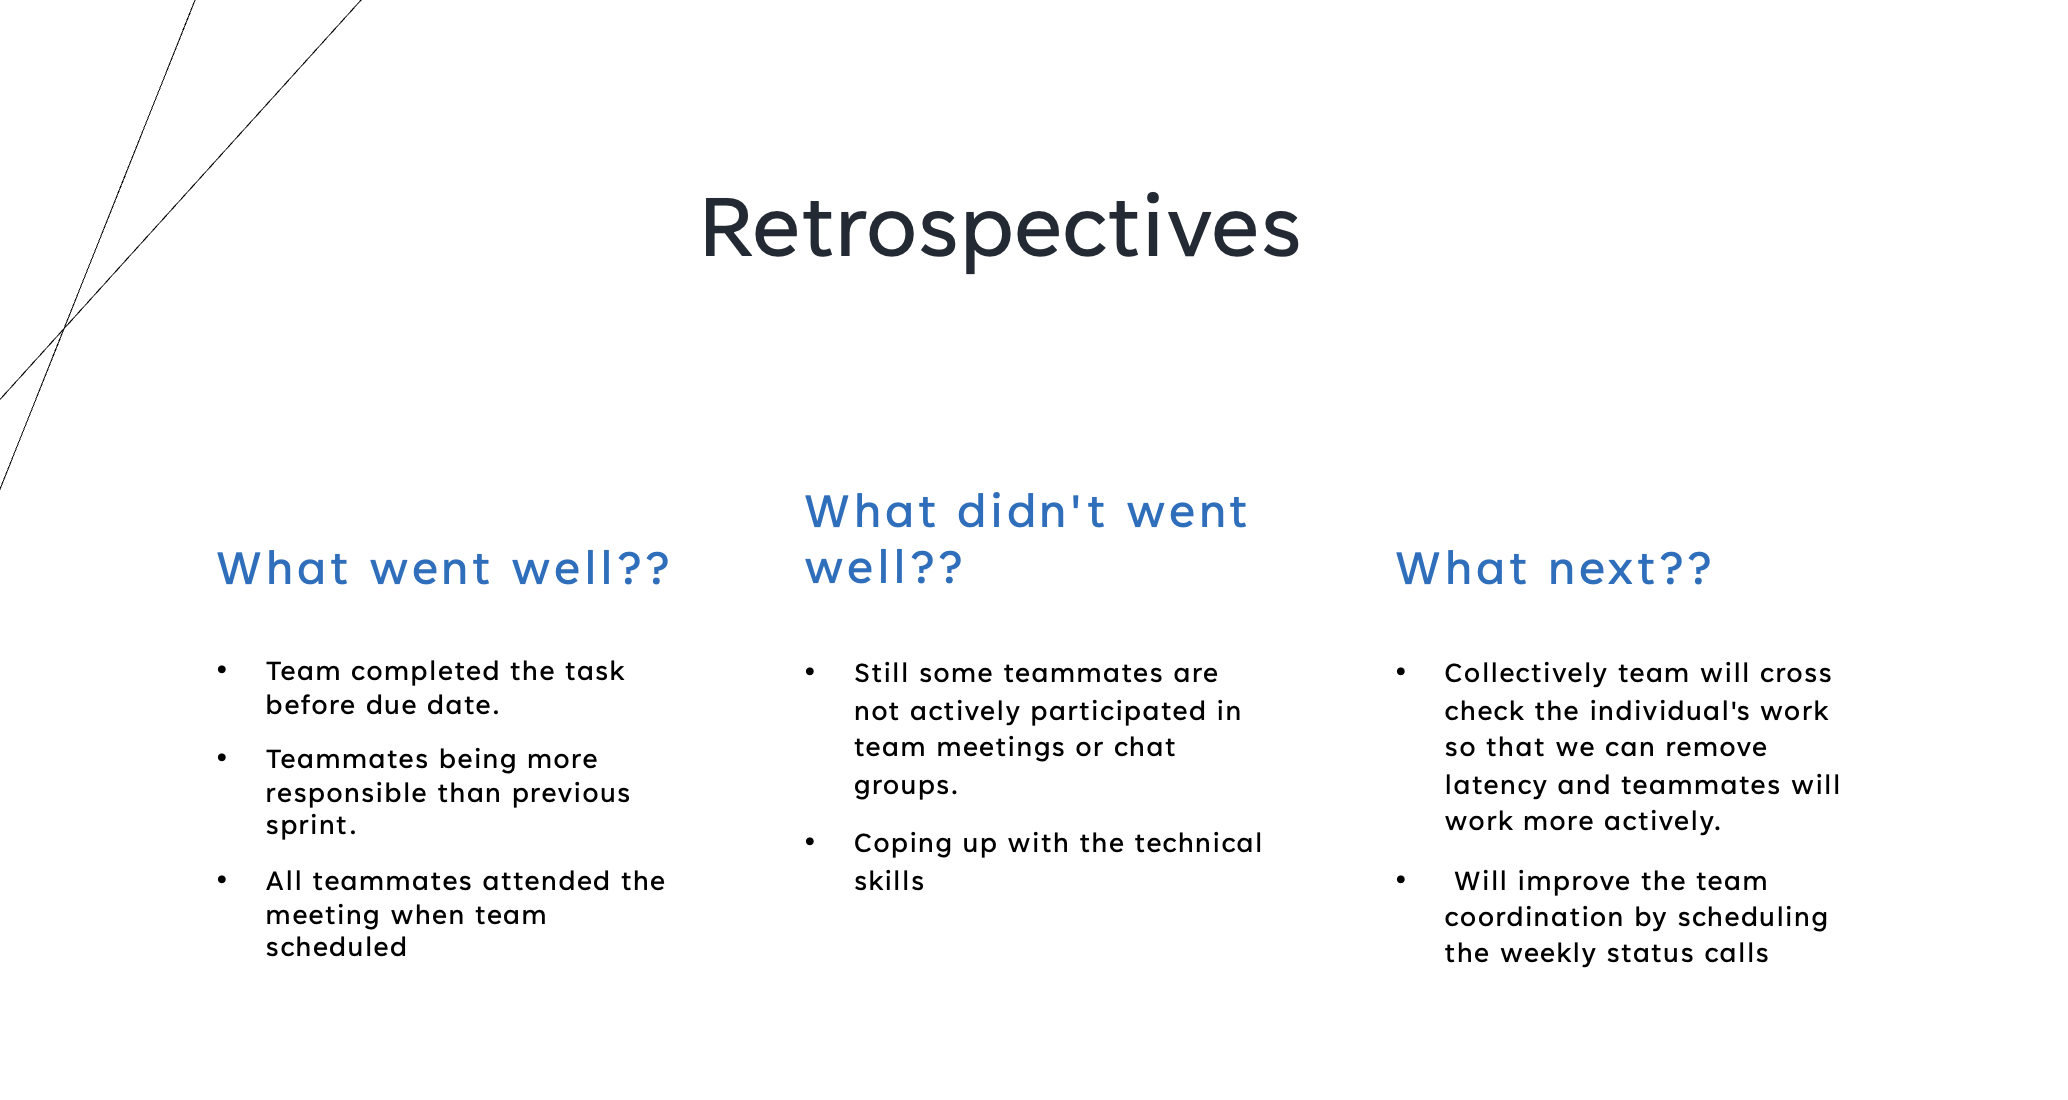 Retrospectives
What went well??
• Team completed the task
before due date.
• Teammates being more
responsible than previous
sprint.
• All teammates attended the
meeting when team
scheduled
What didn't went
well??
• Still some teammates are
not actively participated in
team meetings or chat
groups.
• Coping up with the technical
skills
What next??
• Collectively team will cross
check the individual's work
so that we can remove
latency and teammates will
work more actively.
• Will improve the team
coordination by scheduling
the weekly status calls